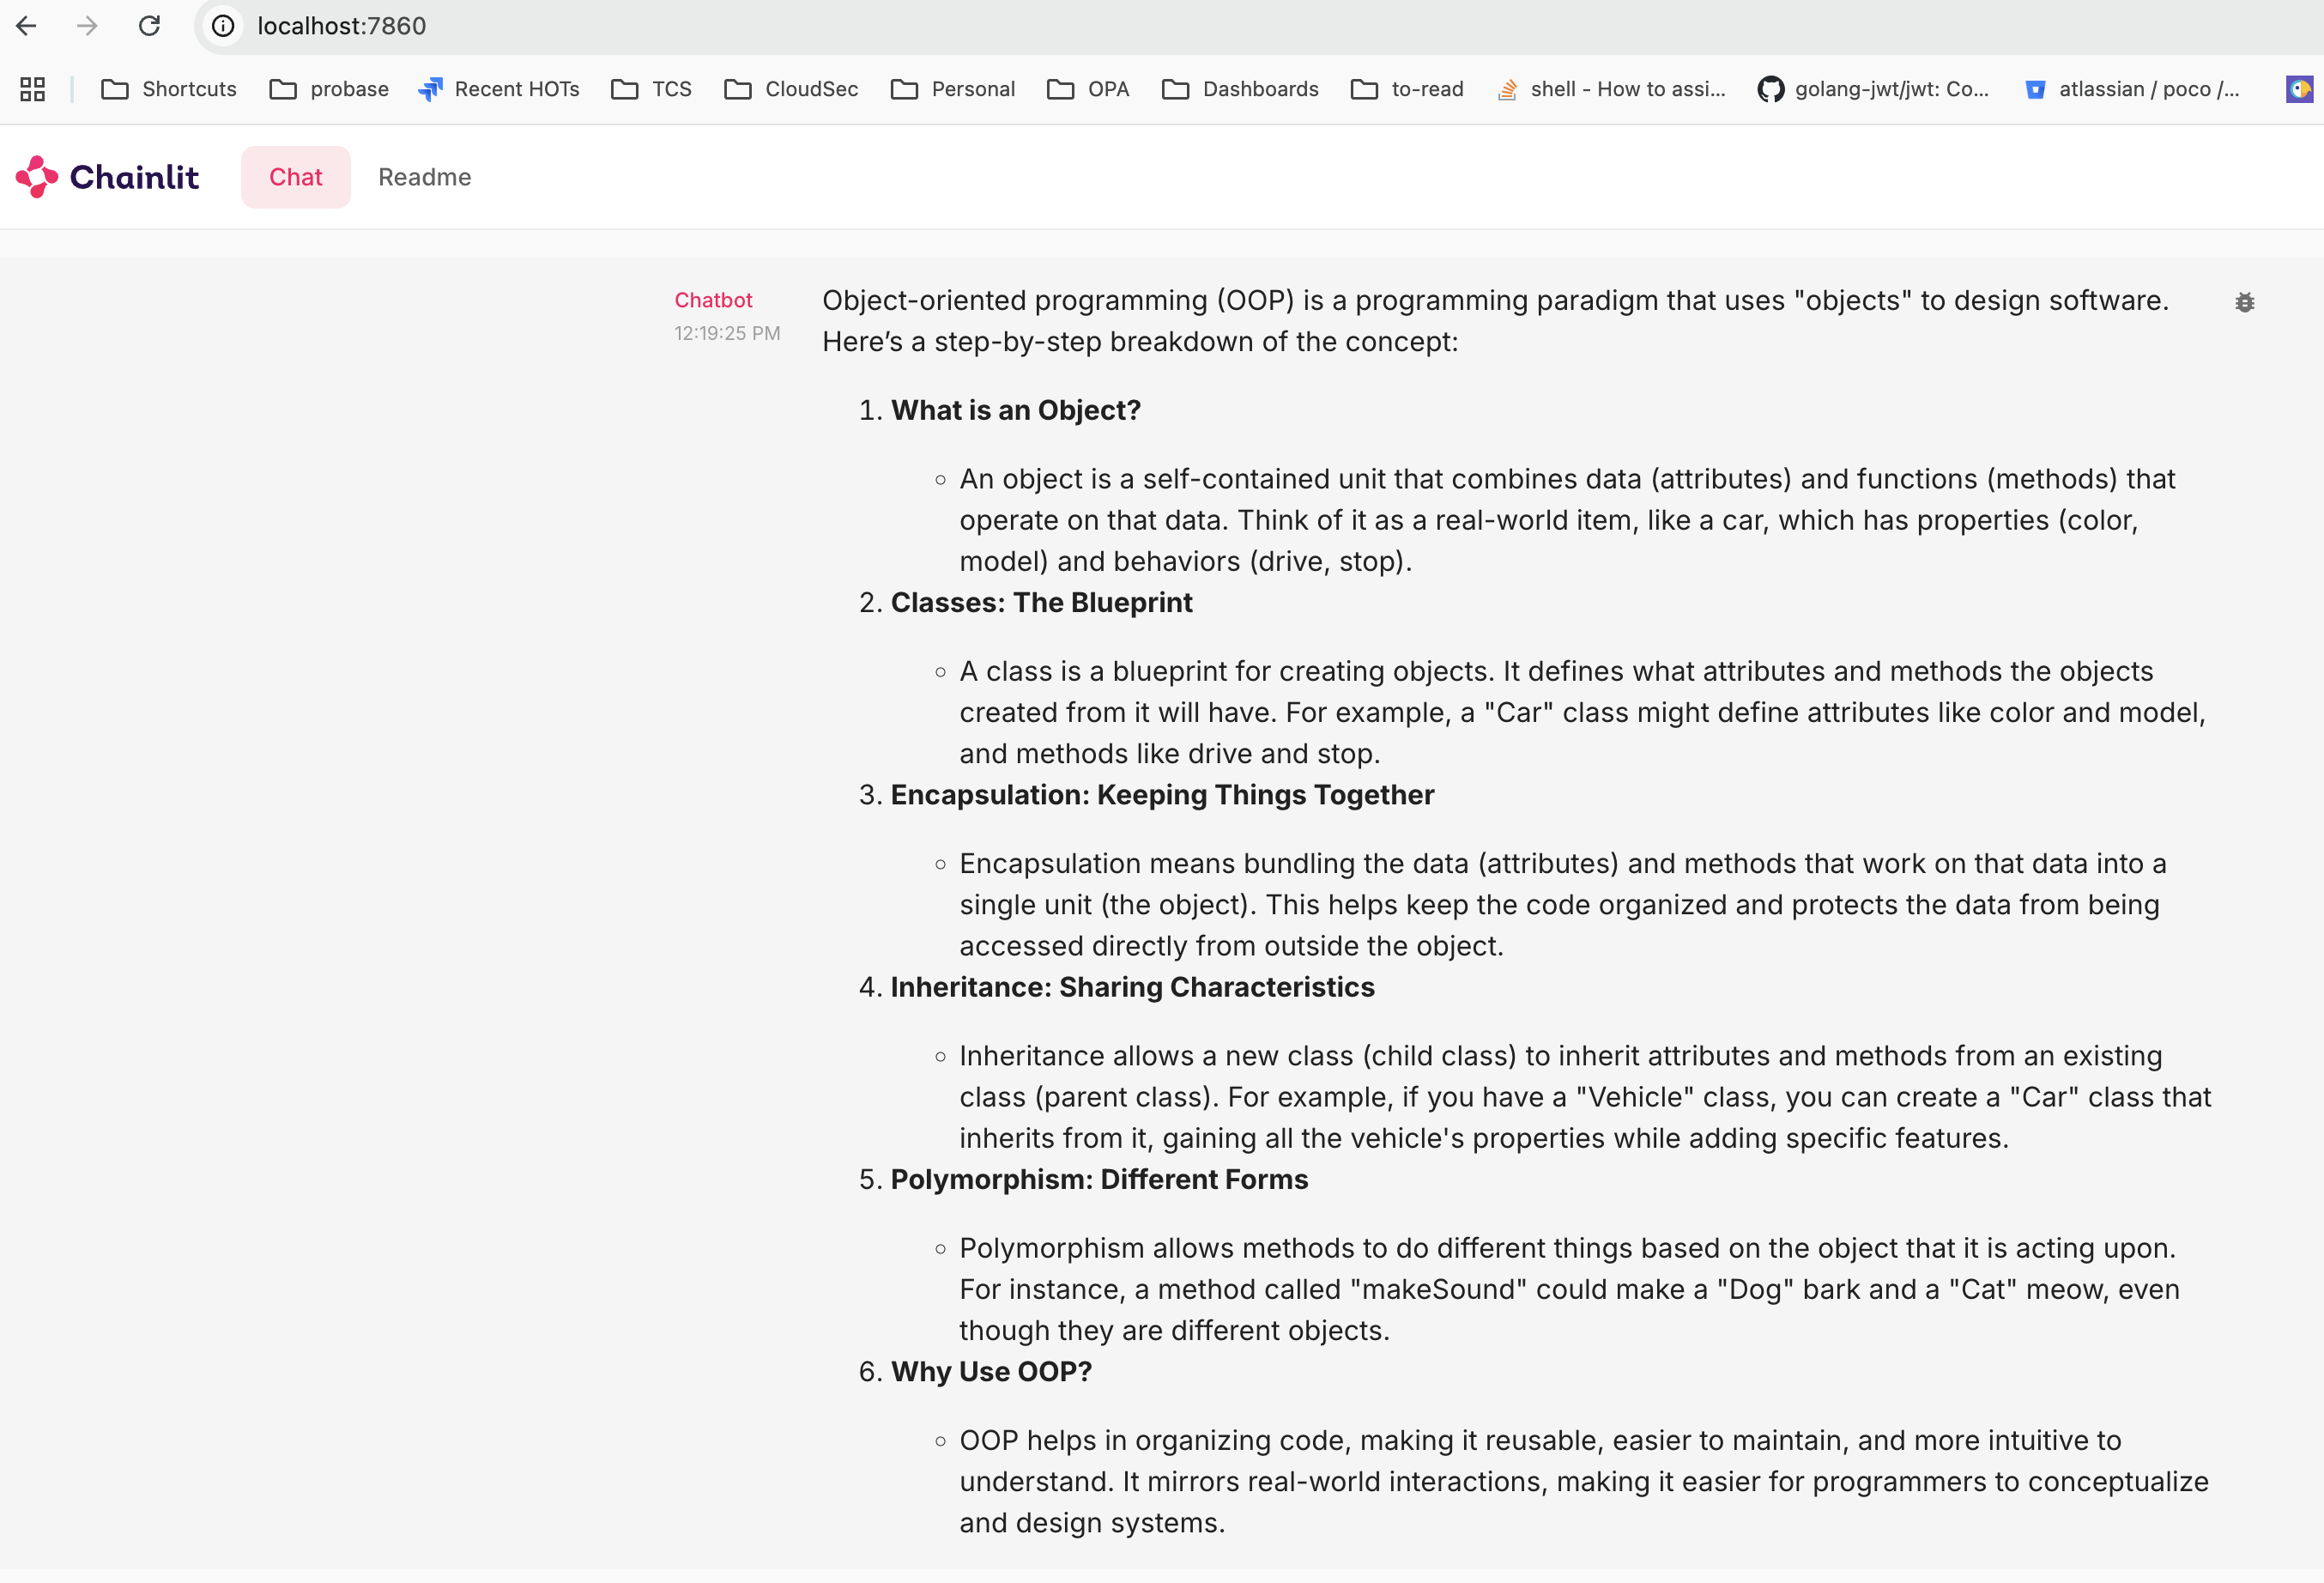 localhost:7860
Shortcuts probase Recent HOTs TCS CloudSec Personal OPA Dashboards to-read shell - How to assi... golang-jwt/jwt: Co... atlassian / poco /...
Chainlit Chat Readme
Chatbot
12:19:25 PM
Object-oriented programming (OOP) is a programming paradigm that uses "objects" to design software.
Here’s a step-by-step breakdown of the concept:
1. What is an Object?
◦ An object is a self-contained unit that combines data (attributes) and functions (methods) that
operate on that data. Think of it as a real-world item, like a car, which has properties (color,
model) and behaviors (drive, stop).
2. Classes: The Blueprint
◦ A class is a blueprint for creating objects. It defines what attributes and methods the objects
created from it will have. For example, a "Car" class might define attributes like color and model,
and methods like drive and stop.
3. Encapsulation: Keeping Things Together
◦ Encapsulation means bundling the data (attributes) and methods that work on that data into a
single unit (the object). This helps keep the code organized and protects the data from being
accessed directly from outside the object.
4. Inheritance: Sharing Characteristics
◦ Inheritance allows a new class (child class) to inherit attributes and methods from an existing
class (parent class). For example, if you have a "Vehicle" class, you can create a "Car" class that
inherits from it, gaining all the vehicle's properties while adding specific features.
5. Polymorphism: Different Forms
◦ Polymorphism allows methods to do different things based on the object that it is acting upon.
For instance, a method called "makeSound" could make a "Dog" bark and a "Cat" meow, even
though they are different objects.
6. Why Use OOP?
◦ OOP helps in organizing code, making it reusable, easier to maintain, and more intuitive to
understand. It mirrors real-world interactions, making it easier for programmers to conceptualize
and design systems.